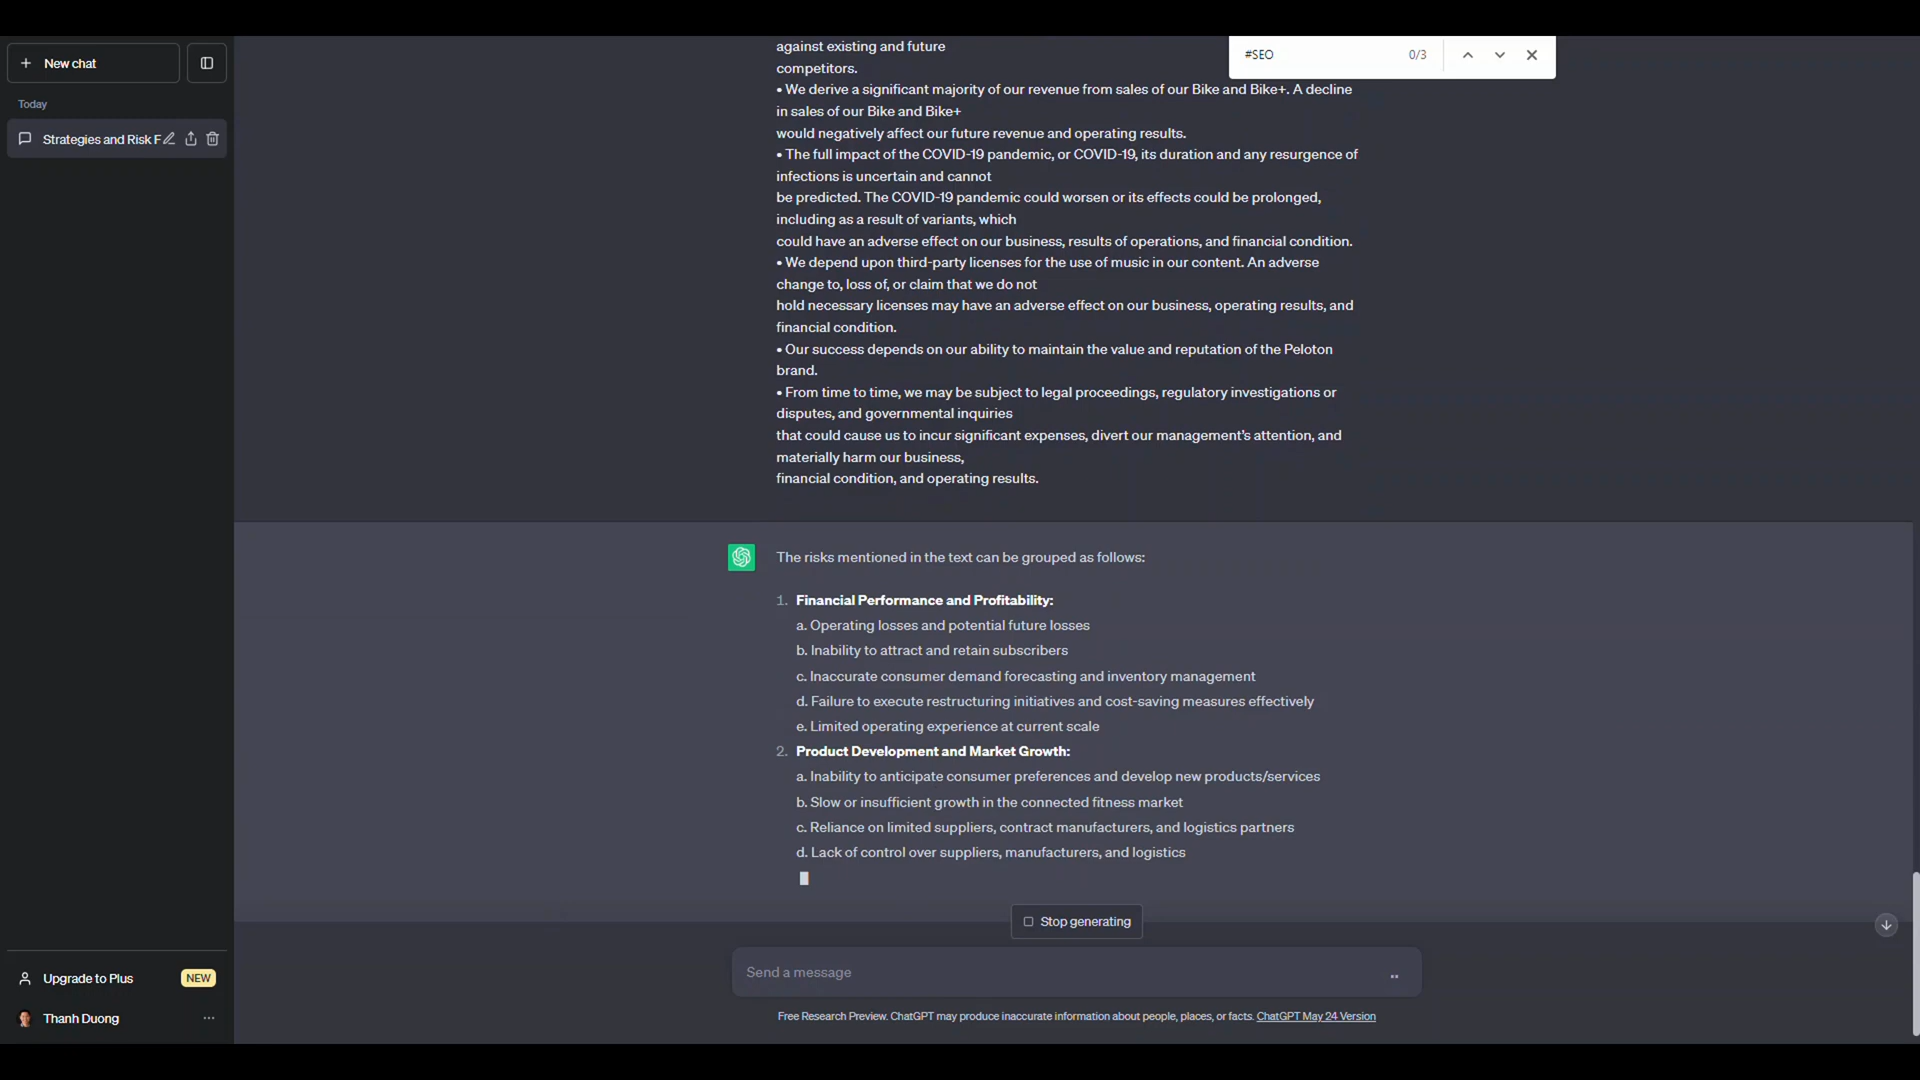 New chat
Today
Strategies and Risk F
Upgrade to Plus
NEW
Thanh Duong
#SEO
0/3
against existing and future
competitors.
• We derive a significant majority of our revenue from sales of our Bike and Bike+. A decline
in sales of our Bike and Bike+
would negatively affect our future revenue and operating results.
• The full impact of the COVID-19 pandemic, or COVID-19, its duration and any resurgence of
infections is uncertain and cannot
be predicted. The COVID-19 pandemic could worsen or its effects could be prolonged,
including as a result of variants, which
could have an adverse effect on our business, results of operations, and financial condition.
• We depend upon third-party licenses for the use of music in our content. An adverse
change to, loss of, or claim that we do not
hold necessary licenses may have an adverse effect on our business, operating results, and
financial condition.
• Our success depends on our ability to maintain the value and reputation of the Peloton
brand.
• From time to time, we may be subject to legal proceedings, regulatory investigations or
disputes, and governmental inquiries
that could cause us to incur significant expenses, divert our management's attention, and
materially harm our business,
financial condition, and operating results.
The risks mentioned in the text can be grouped as follows:
1. Financial Performance and Profitability:
a. Operating losses and potential future losses
b. Inability to attract and retain subscribers
c. Inaccurate consumer demand forecasting and inventory management
d. Failure to execute restructuring initiatives and cost-saving measures effectively
e. Limited operating experience at current scale
2. Product Development and Market Growth:
a. Inability to anticipate consumer preferences and develop new products/services
b. Slow or insufficient growth in the connected fitness market
c. Reliance on limited suppliers, contract manufacturers, and logistics partners
d. Lack of control over suppliers, manufacturers, and logistics
Stop generating
Send a message
Free Research Preview. ChatGPT may produce inaccurate information about people, places, or facts. ChatGPT May 24 Version